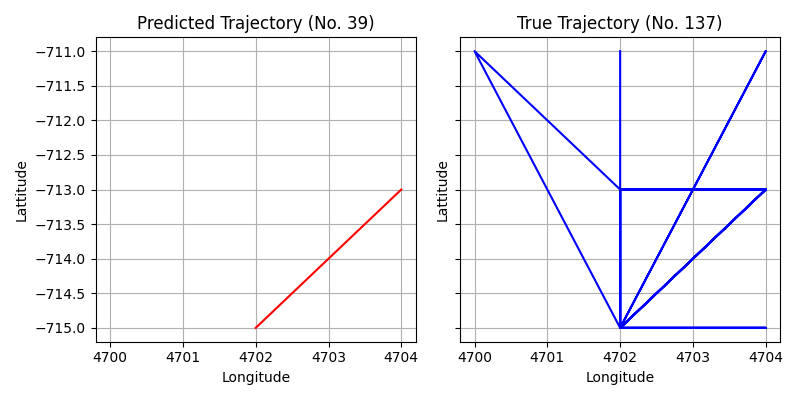 Predicted Trajectory (No. 39)
True Trajectory (No. 137)
−711.0
−711.5
−712.0
−712.5
−713.0
−713.5
−714.0
−714.5
−715.0
Lattitude
4700 4701 4702 4703 4704
Longitude
Lattitude
4700 4701 4702 4703 4704
Longitude